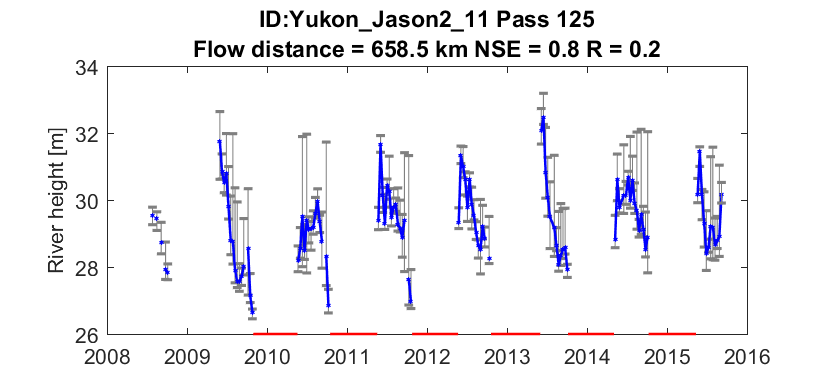 ID:Yukon_Jason2_11 Pass 125
Flow distance = 658.5 km NSE = 0.8 R = 0.2
River height [m]
34
32
30
28
26
2008 2009 2010 2011 2012 2013 2014 2015 2016